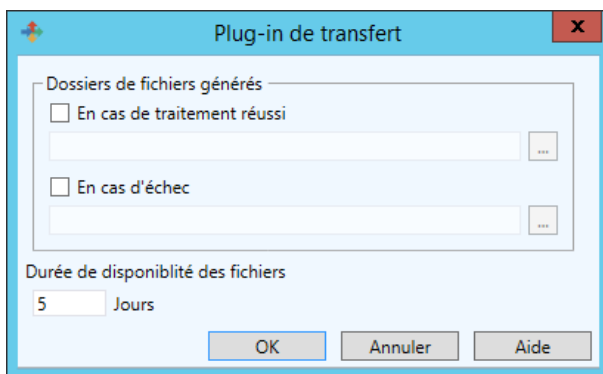 Plug-in de transfert
x
Dossiers de fichiers générés
En cas de traitement réussi
...
En cas d'échec
...
Durée de disponiblité des fichiers
5 Jours
OK Annuler Aide